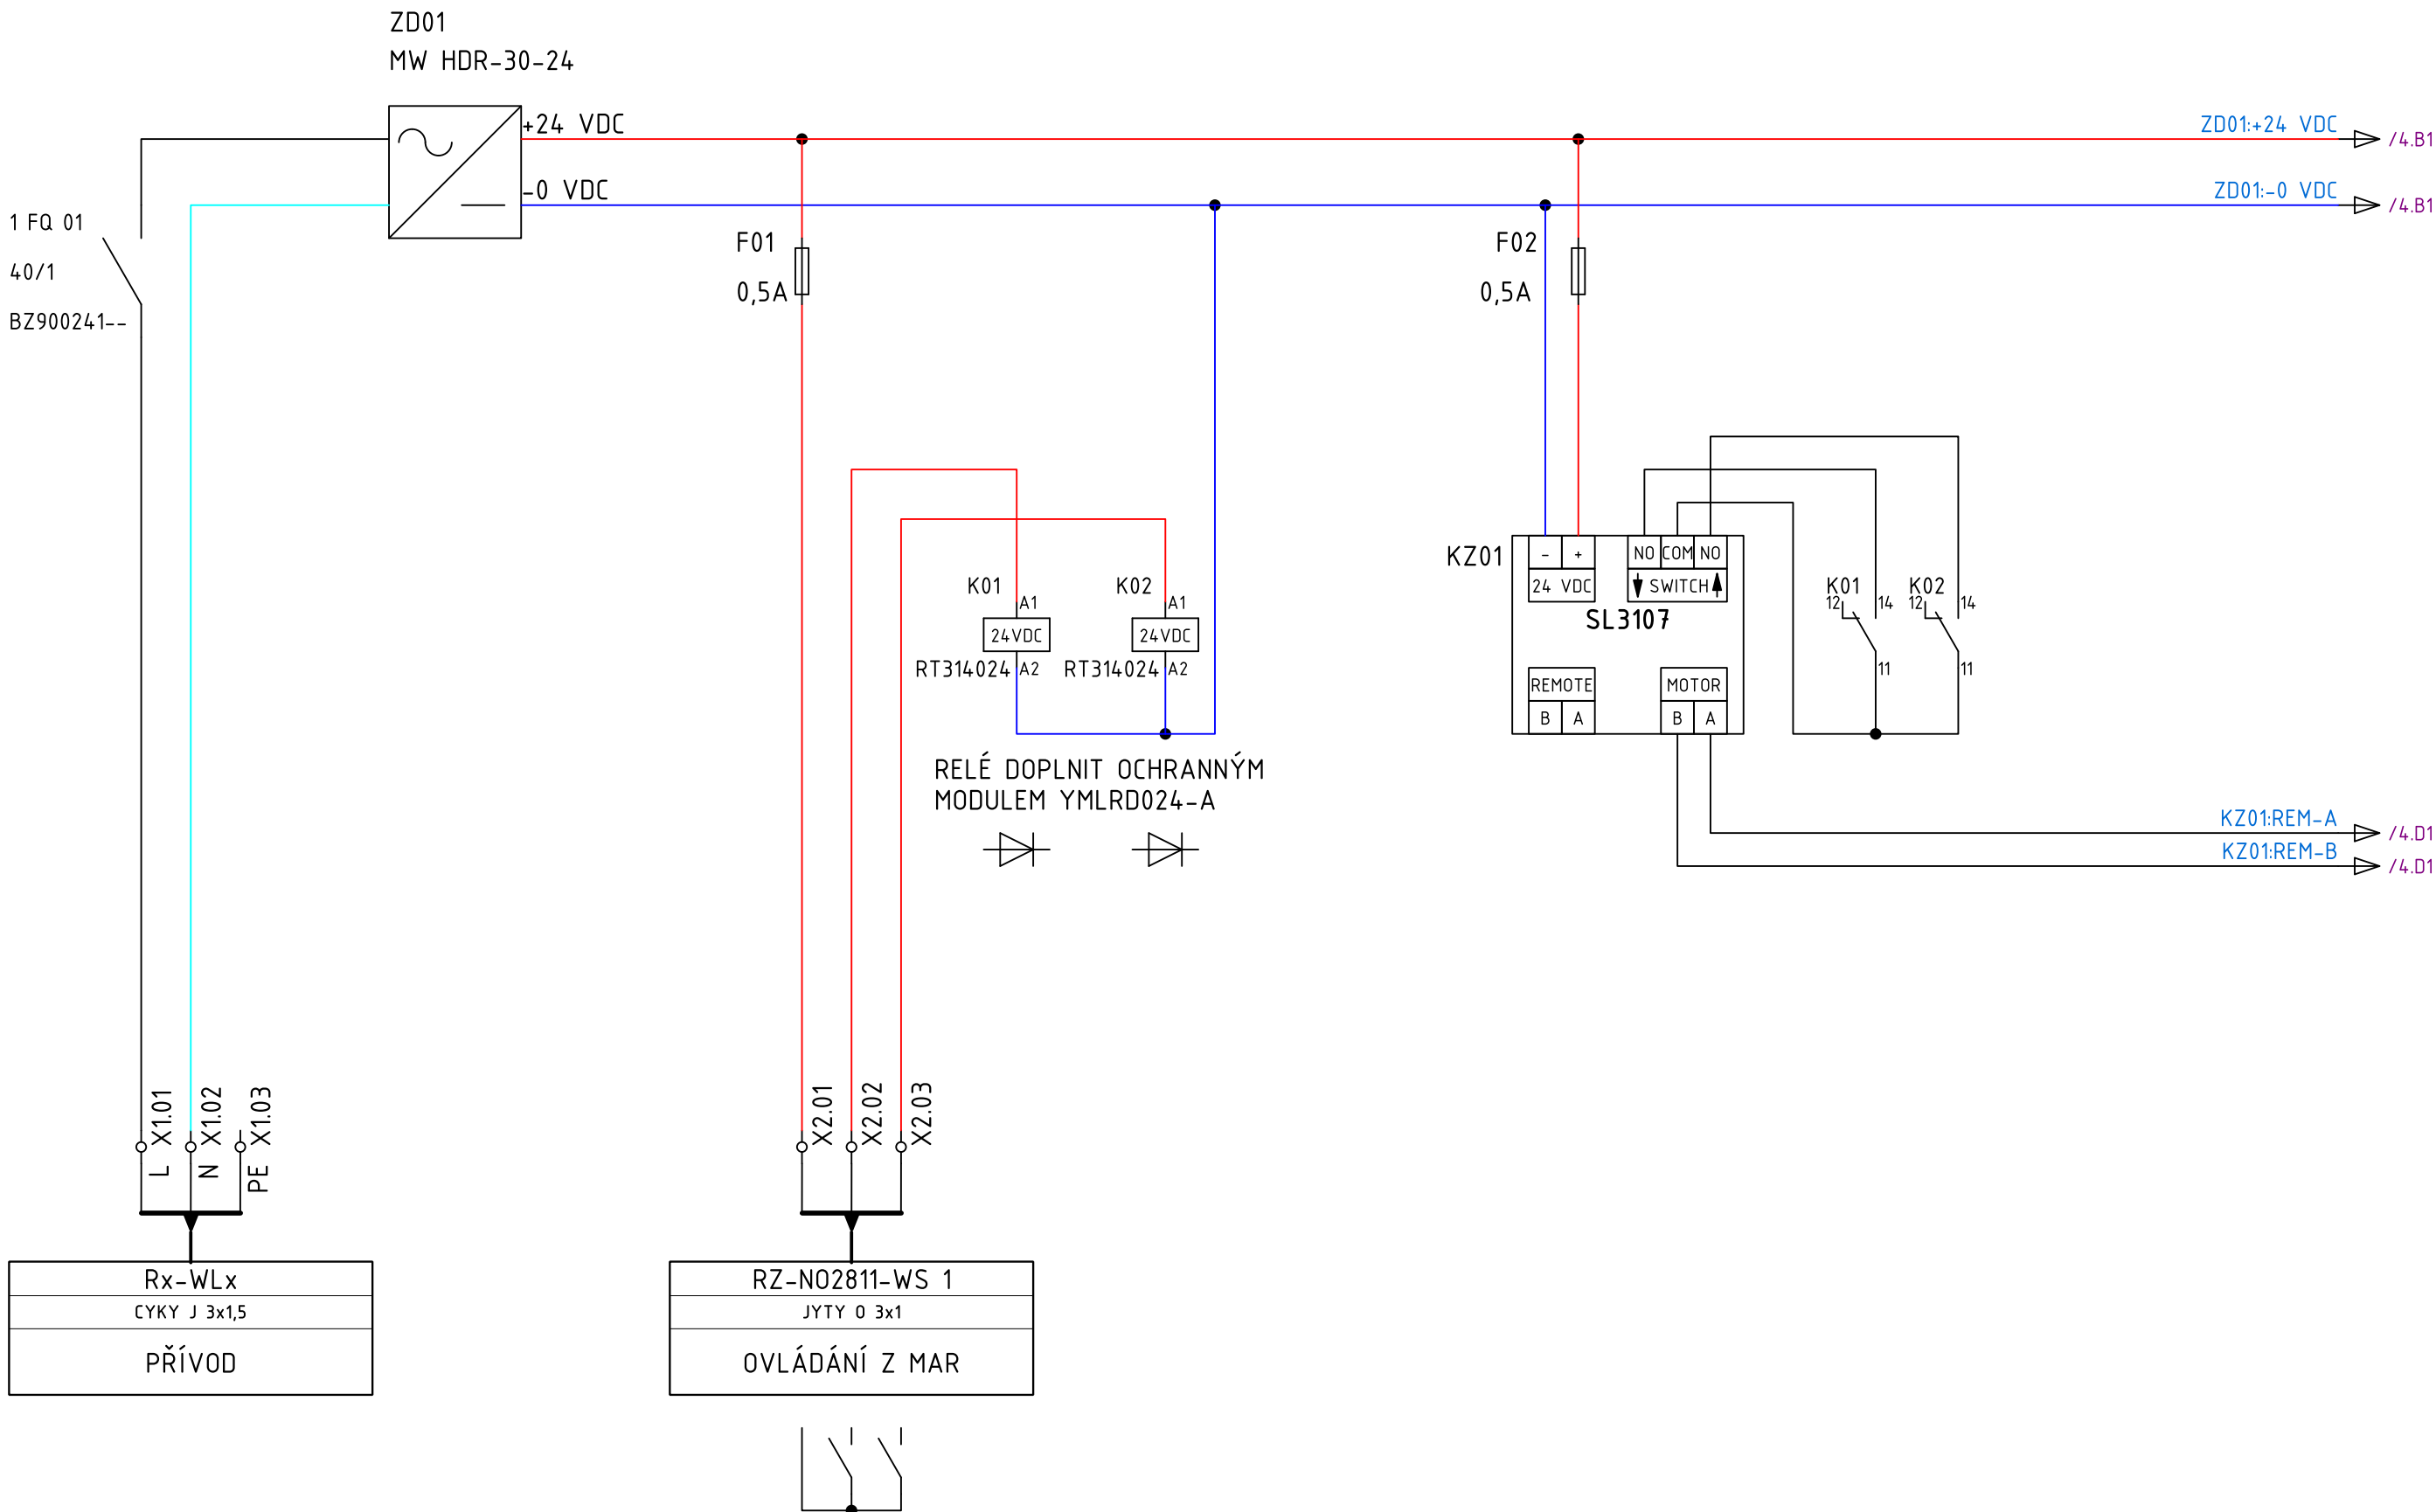 ZD01
MW HDR-30-24
+24 VDC
-0 VDC
ZD01:+24 VDC
/4.B1
ZD01:-0 VDC
/4.B1
1 FQ 01
40/1
BZ900241--
F01
0,5A
F02
0,5A
KZ01
- +
24 VDC
NO COM NO
SWITCH
SL3107
REMOTE
B A
MOTOR
B A
K01
A1
24VDC
RT314024
A2
K02
A1
24VDC
RT314024
A2
K01
12
14
11
K02
12
14
11
RELÉ DOPLNIT OCHRANNÝM
MODULEM YMLRD024-A
KZ01:REM-A
/4.D1
KZ01:REM-B
/4.D1
X1.01
X1.02
X1.03
L
N
PE
X2.01
X2.02
X2.03
Rx-WLx
CYKY J 3x1,5
PŘÍVOD
RZ-NO2811-WS 1
JYTY O 3x1
OVLÁDÁNÍ Z MAR